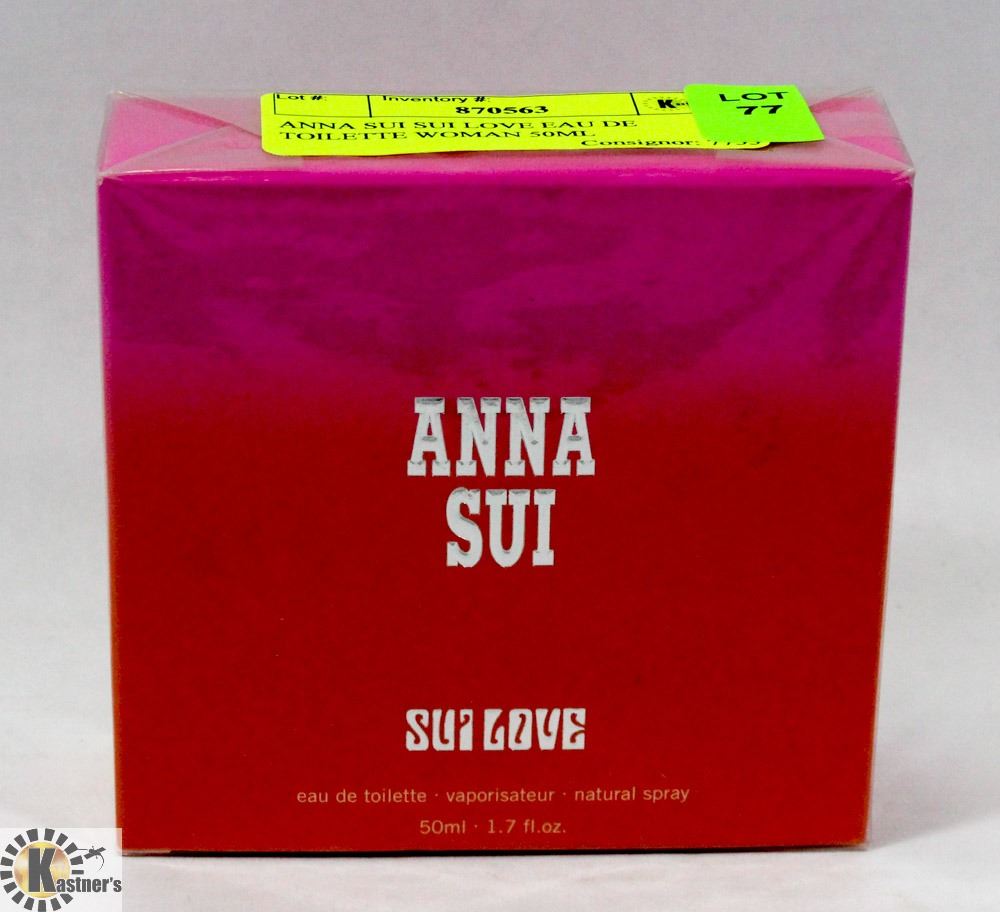 Lot #: Inventory #:
870563
LOT
77
ANNA SUI SUI LOVE EAU DE
TOILETTE WOMAN 50ML
Consignor:
ANNA
SUI
SUI LOVE
eau de toilette · vaporisateur · natural spray
50ml · 1.7 fl.oz.
Kastner's